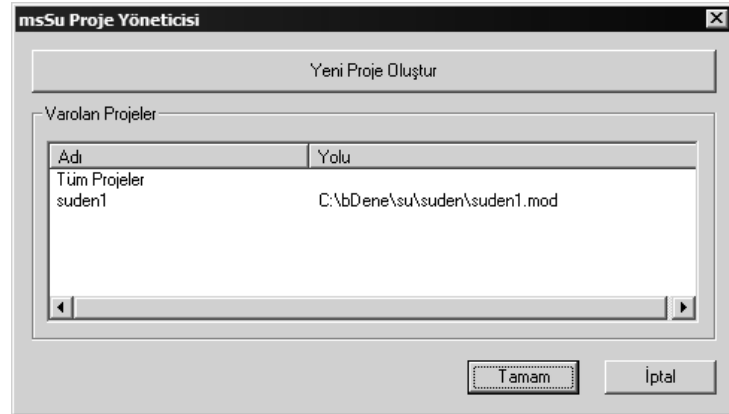 msSu Proje Yöneticisi
Yeni Proje Oluştur
Varolan Projeler
Adı Yolu
Tüm Projeler
suden1 C:\bDene\su\suden\suden1.mod
Tamam İptal